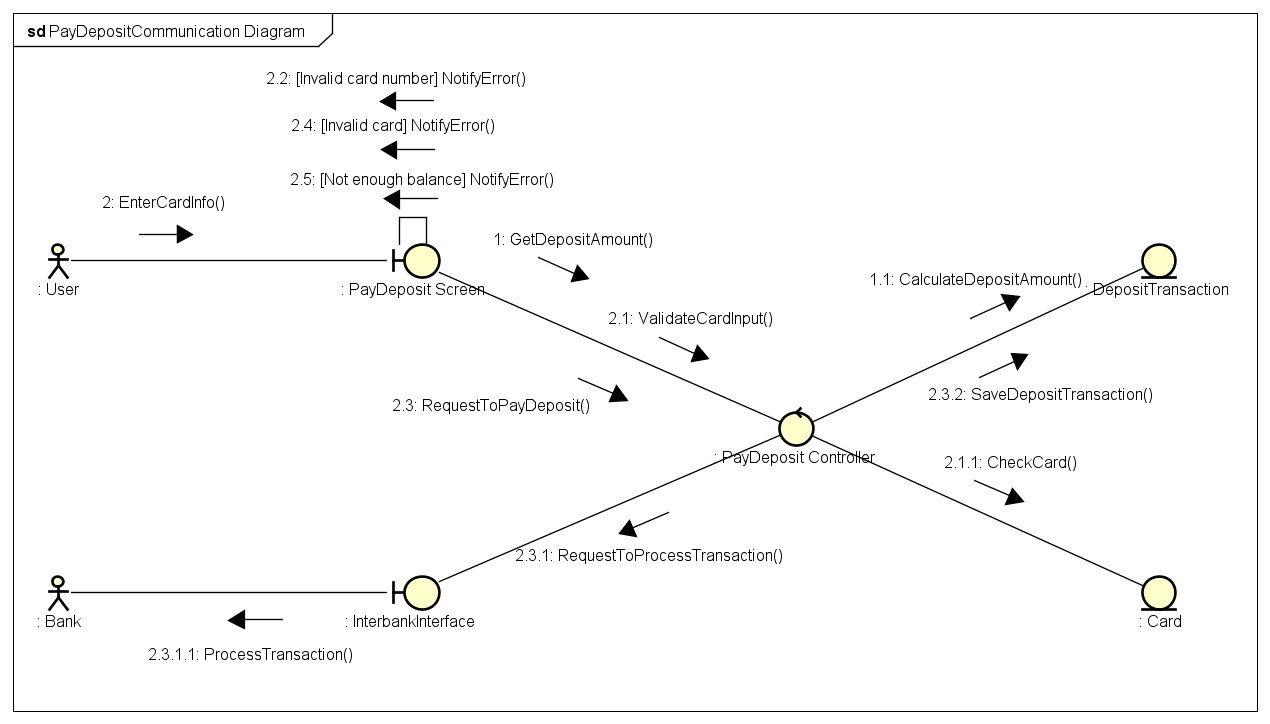 sd PayDepositCommunication Diagram
2.2: [Invalid card number] NotifyError()
2.4: [Invalid card] NotifyError()
2.5: [Not enough balance] NotifyError()
2: EnterCardInfo()
1: GetDepositAmount()
1.1: CalculateDepositAmount()
: User
: PayDeposit Screen
: DepositTransaction
2.1: ValidateCardInput()
2.3: RequestToPayDeposit()
2.3.2: SaveDepositTransaction()
: PayDeposit Controller
2.1.1: CheckCard()
2.3.1: RequestToProcessTransaction()
: Bank
: InterbankInterface
: Card
2.3.1.1: ProcessTransaction()